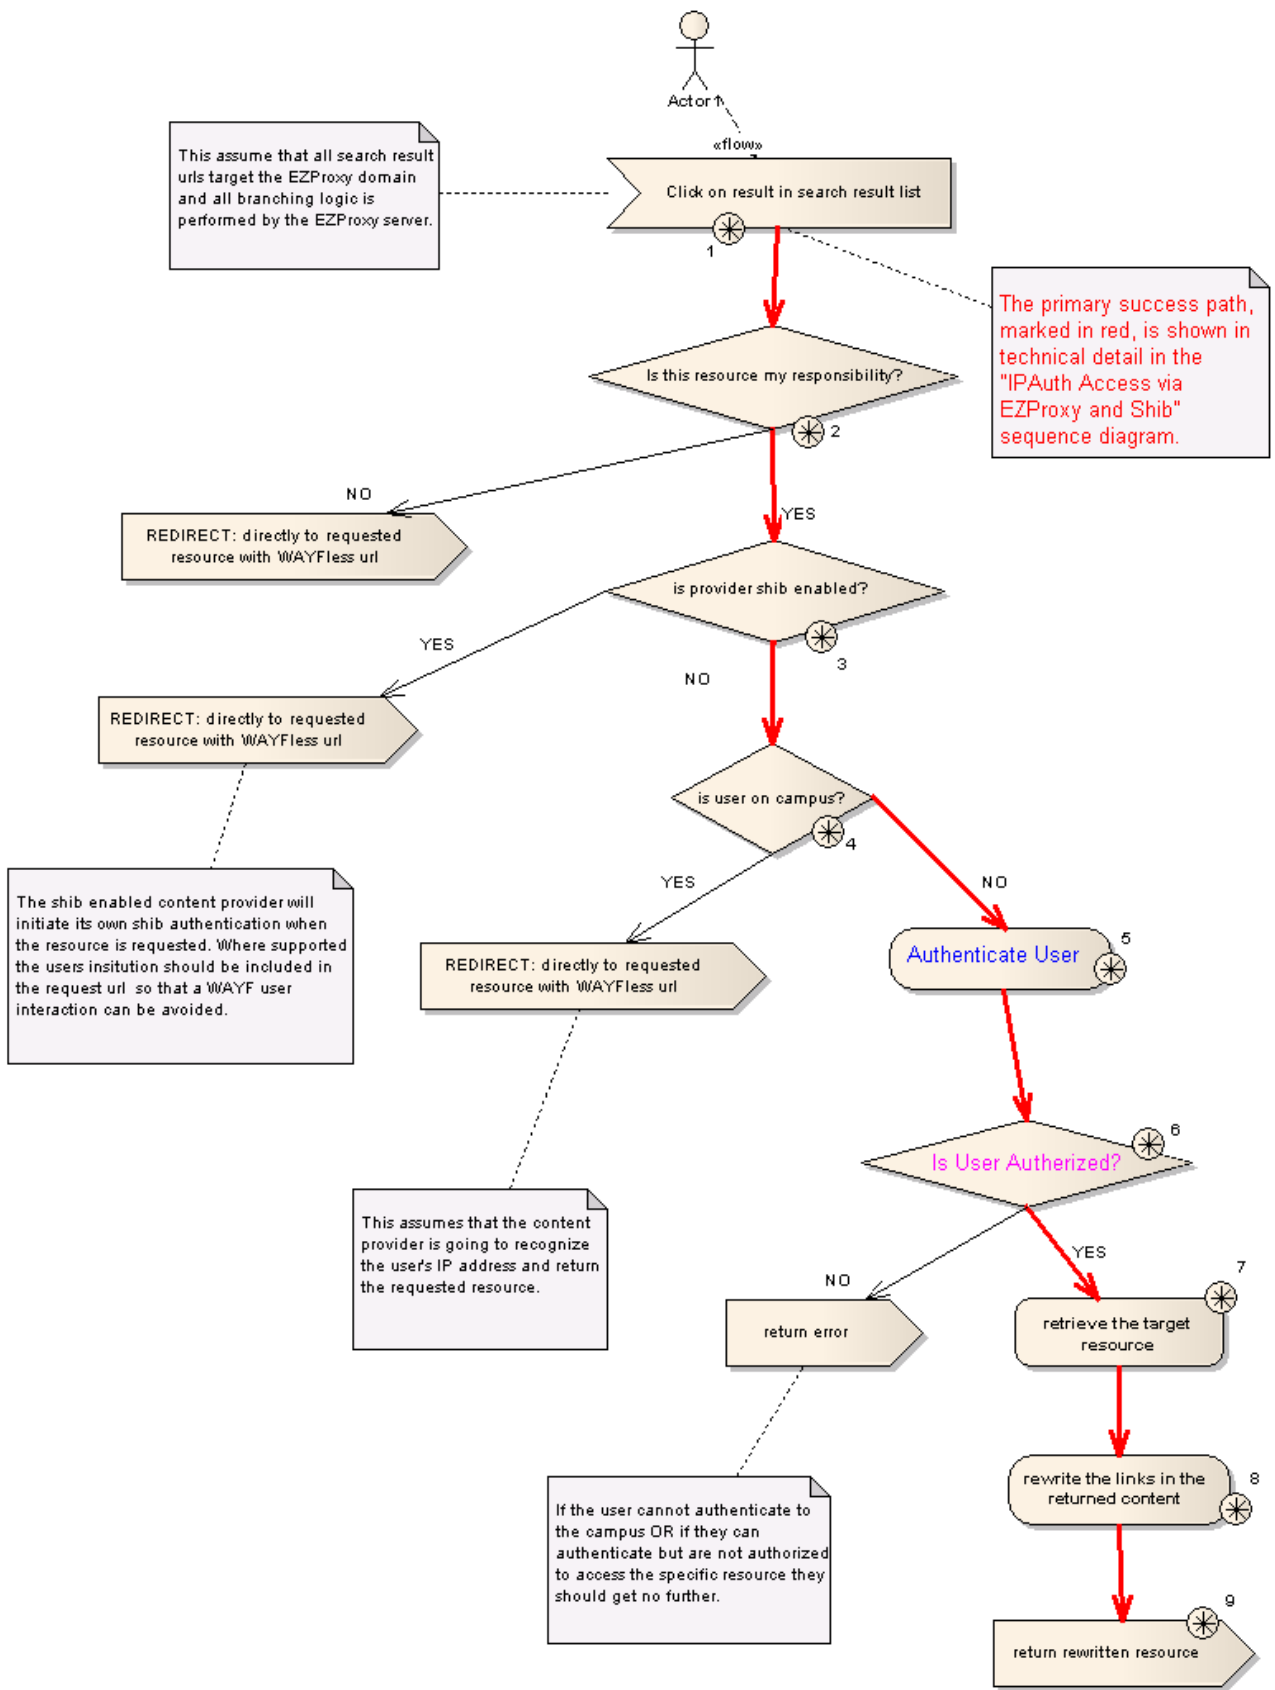 Actor1
«flow»
This assume that all search result
urls target the EZProxy domain
and all branching logic is
performed by the EZProxy server.
Click on result in search result list
1
The primary success path,
marked in red, is shown in
technical detail in the
"IPAuth Access via
EZProxy and Shib"
sequence diagram.
Is this resource my responsibility?
2
NO
YES
REDIRECT: directly to requested
resource with WAYFless url
is provider shib enabled?
3
YES
NO
REDIRECT: directly to requested
resource with WAYFless url
is user on campus?
4
YES
NO
The shib enabled content provider will
initiate its own shib authentication when
the resource is requested. Where supported
the users insitution should be included in
the request url so that a WAYF user
interaction can be avoided.
REDIRECT: directly to requested
resource with WAYFless url
Authenticate User
5
Is User Autherized?
6
This assumes that the content
provider is going to recognize
the user's IP address and return
the requested resource.
NO
YES
return error
retrieve the target
resource
7
rewrite the links in the
returned content
8
If the user cannot authenticate to
the campus OR if they can
authenticate but are not authorized
to access the specific resource they
should get no further.
9
return rewritten resource